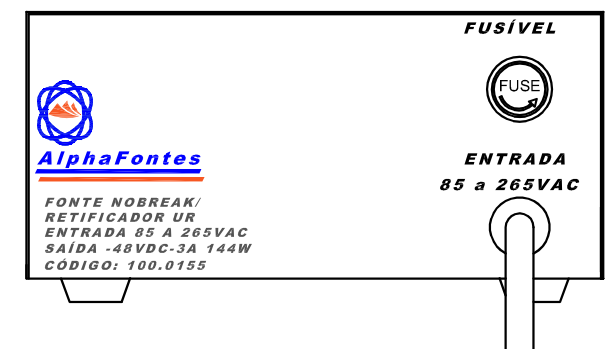 FUSÍVEL
FUSE
AlphaFontes
ENTRADA
85 a 265VAC
FONTE NOBREAK/
RETIFICADOR UR
ENTRADA 85 A 265VAC
SAÍDA -48VDC-3A 144W
CÓDIGO: 100.0155